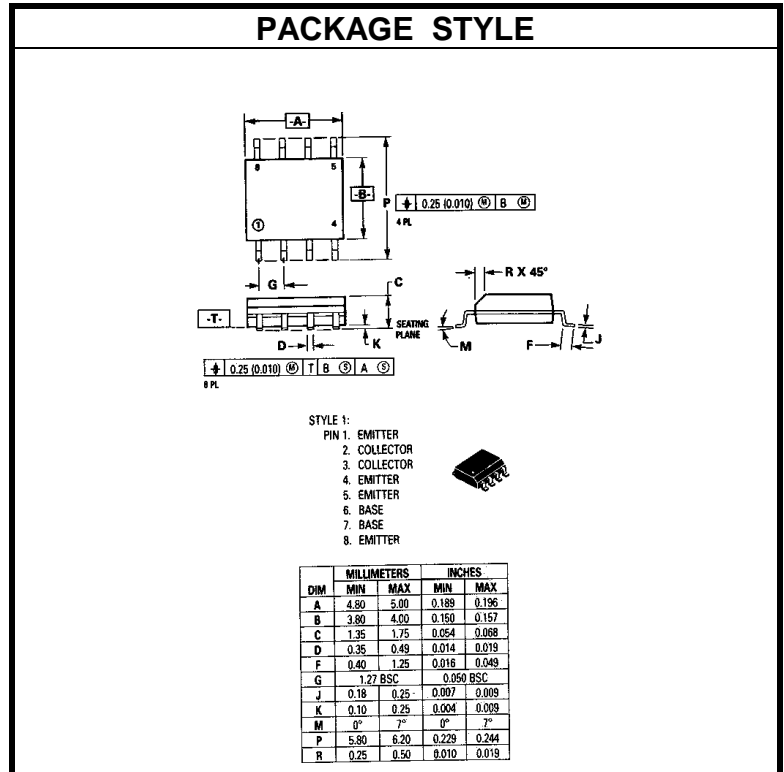 PACKAGE STYLE
-A-
8 5
-B-
P
⌖ 0.25 (0.010) Ⓜ B Ⓜ
4 PL
① 4
G
C
R X 45°
-T-
SEATING
PLANE
D
K
M
F
J
⌖ 0.25 (0.010) Ⓜ T B Ⓢ A Ⓢ
8 PL
STYLE 1:
PIN 1. EMITTER
2. COLLECTOR
3. COLLECTOR
4. EMITTER
5. EMITTER
6. BASE
7. BASE
8. EMITTER
MILLIMETERS INCHES
DIM MIN MAX MIN MAX
A 4.80 5.00 0.189 0.196
B 3.80 4.00 0.150 0.157
C 1.35 1.75 0.054 0.068
D 0.35 0.49 0.014 0.019
F 0.40 1.25 0.016 0.049
G 1.27 BSC 0.050 BSC
J 0.18 0.25 0.007 0.009
K 0.10 0.25 0.004 0.009
M 0° 7° 0° 7°
P 5.80 6.20 0.229 0.244
R 0.25 0.50 0.010 0.019